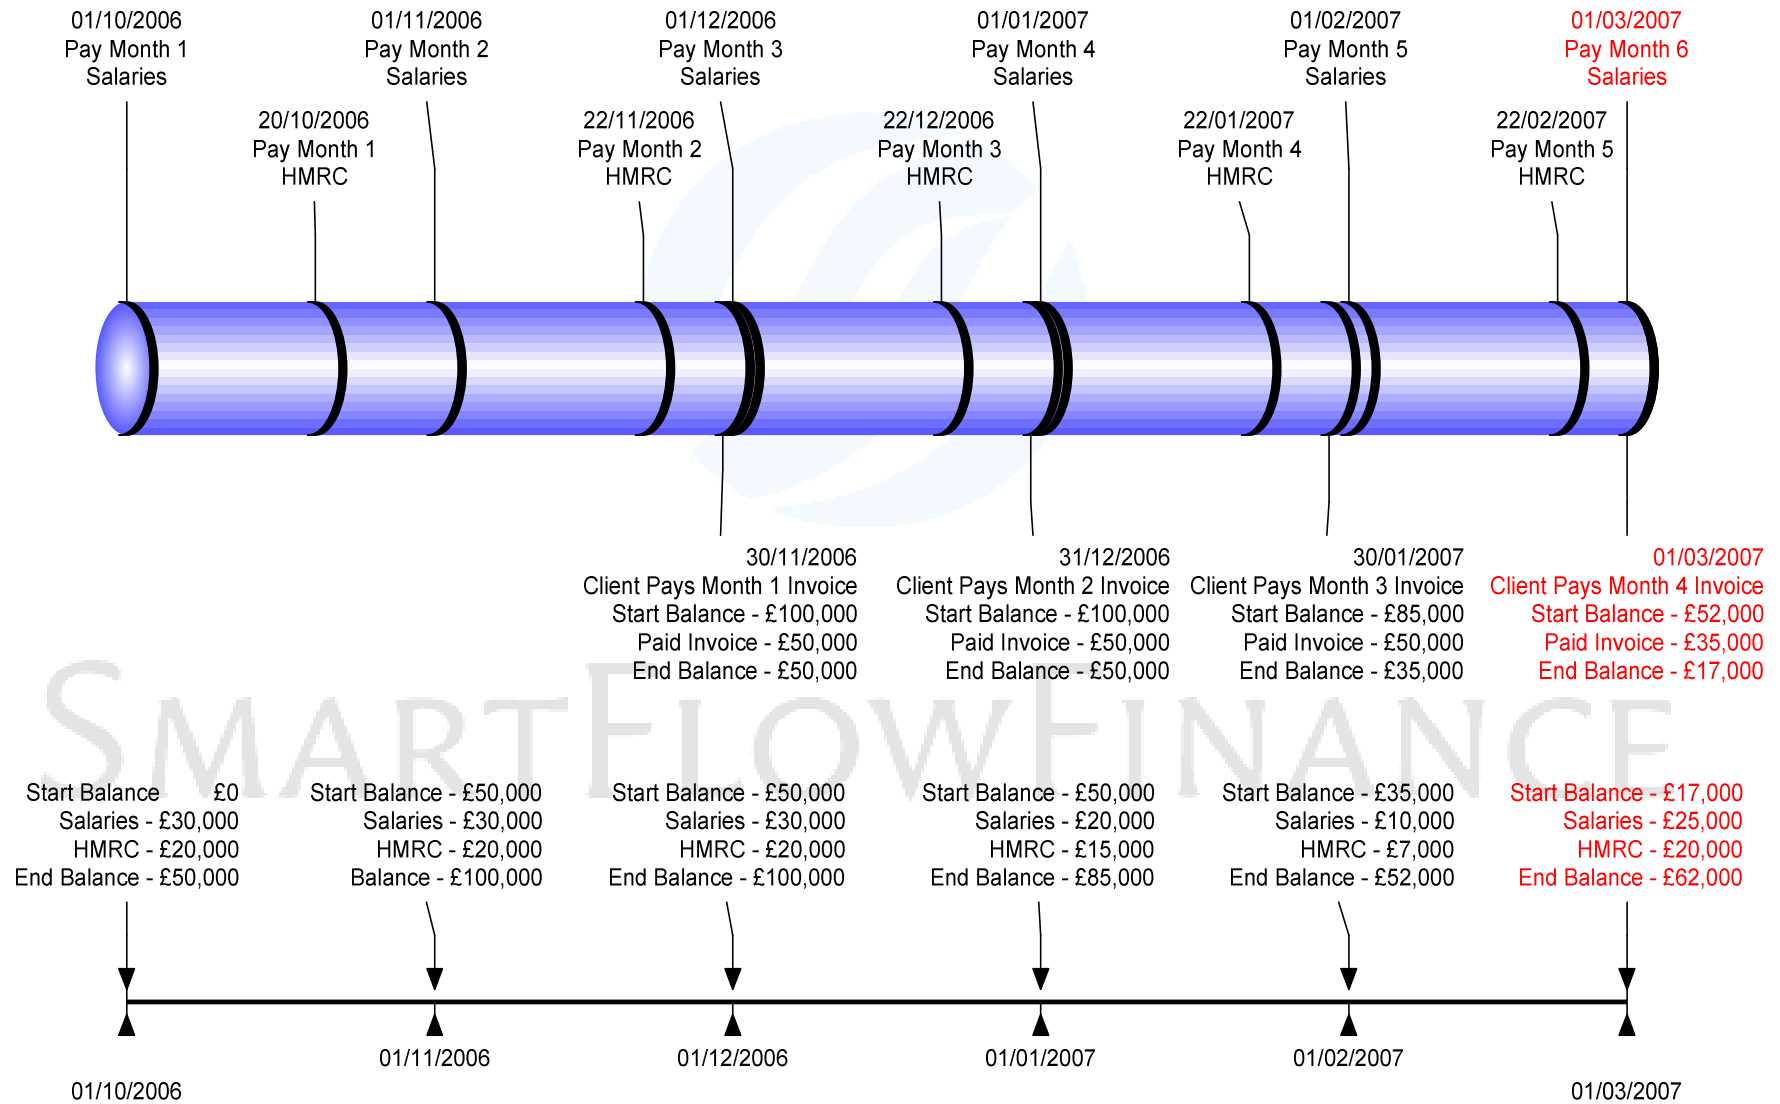 01/10/2006
Pay Month 1
Salaries
01/11/2006
Pay Month 2
Salaries
01/12/2006
Pay Month 3
Salaries
01/01/2007
Pay Month 4
Salaries
01/02/2007
Pay Month 5
Salaries
01/03/2007
Pay Month 6
Salaries
20/10/2006
Pay Month 1
HMRC
22/11/2006
Pay Month 2
HMRC
22/12/2006
Pay Month 3
HMRC
22/01/2007
Pay Month 4
HMRC
22/02/2007
Pay Month 5
HMRC
30/11/2006
Client Pays Month 1 Invoice
Start Balance - £100,000
Paid Invoice - £50,000
End Balance - £50,000
31/12/2006
Client Pays Month 2 Invoice
Start Balance - £100,000
Paid Invoice - £50,000
End Balance - £50,000
30/01/2007
Client Pays Month 3 Invoice
Start Balance - £85,000
Paid Invoice - £50,000
End Balance - £35,000
01/03/2007
Client Pays Month 4 Invoice
Start Balance - £52,000
Paid Invoice - £35,000
End Balance - £17,000
SMARTFLOWFINANCE
Start Balance £0
Salaries - £30,000
HMRC - £20,000
End Balance - £50,000
Start Balance - £50,000
Salaries - £30,000
HMRC - £20,000
Balance - £100,000
Start Balance - £50,000
Salaries - £30,000
HMRC - £20,000
End Balance - £100,000
Start Balance - £50,000
Salaries - £20,000
HMRC - £15,000
End Balance - £85,000
Start Balance - £35,000
Salaries - £10,000
HMRC - £7,000
End Balance - £52,000
Start Balance - £17,000
Salaries - £25,000
HMRC - £20,000
End Balance - £62,000
01/10/2006
01/11/2006
01/12/2006
01/01/2007
01/02/2007
01/03/2007